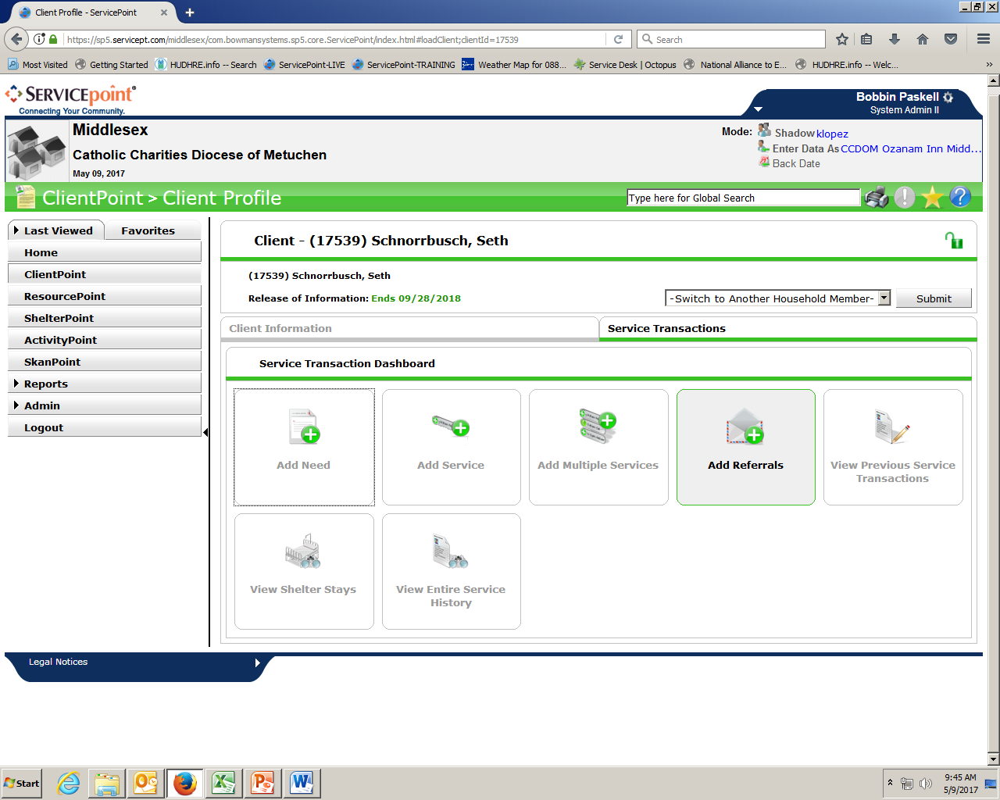 Client Profile - ServicePoint
https://sp5.servicept.com/middlesex/com.bowmansystems.sp5.core.ServicePoint/index.html#loadClient;clientId=17539
Search
Most Visited
Getting Started
HUDHRE.info -- Search
ServicePoint-LIVE
ServicePoint-TRAINING
Weather Map for 088...
Service Desk | Octopus
National Alliance to E...
HUDHRE.info -- Welc...
SERVICEpoint®
Connecting Your Community.
Bobbin Paskell
System Admin II
Middlesex
Catholic Charities Diocese of Metuchen
May 09, 2017
Mode: Shadow klopez
Enter Data As CCDOM Ozanam Inn Midd...
Back Date
ClientPoint > Client Profile
Type here for Global Search
Last Viewed
Favorites
Home
ClientPoint
ResourcePoint
ShelterPoint
ActivityPoint
SkanPoint
Reports
Admin
Logout
Client - (17539) Schnorrbusch, Seth
(17539) Schnorrbusch, Seth
Release of Information: Ends 09/28/2018
-Switch to Another Household Member-
Submit
Client Information
Service Transactions
Service Transaction Dashboard
Add Need
Add Service
Add Multiple Services
Add Referrals
View Previous Service
Transactions
View Shelter Stays
View Entire Service
History
Legal Notices
Start
9:45 AM
5/9/2017